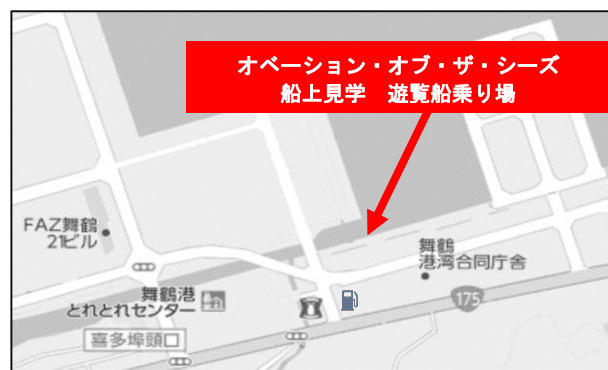 オベーション・オブ・ザ・シーズ
船上見学　遊覧船乗り場
FAZ舞鶴
21ビル
舞鶴
港湾合同庁舎
舞鶴港
とれとれセンター
175
喜多埠頭口